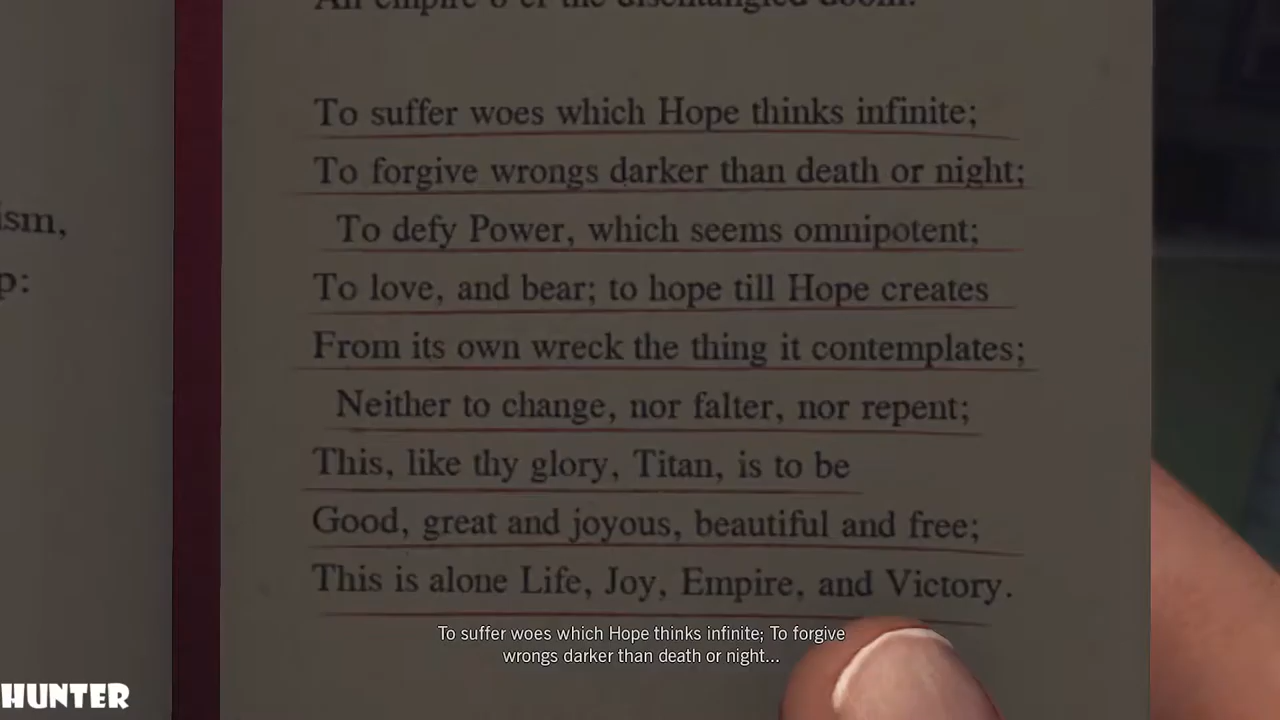 ism,
p:
An empire o'er the disentangled doom.
To suffer woes which Hope thinks infinite;
To forgive wrongs darker than death or night;
To defy Power, which seems omnipotent;
To love, and bear; to hope till Hope creates
From its own wreck the thing it contemplates;
Neither to change, nor falter, nor repent;
This, like thy glory, Titan, is to be
Good, great and joyous, beautiful and free;
This is alone Life, Joy, Empire, and Victory.
To suffer woes which Hope thinks infinite; To forgive
wrongs darker than death or night...
HUNTER